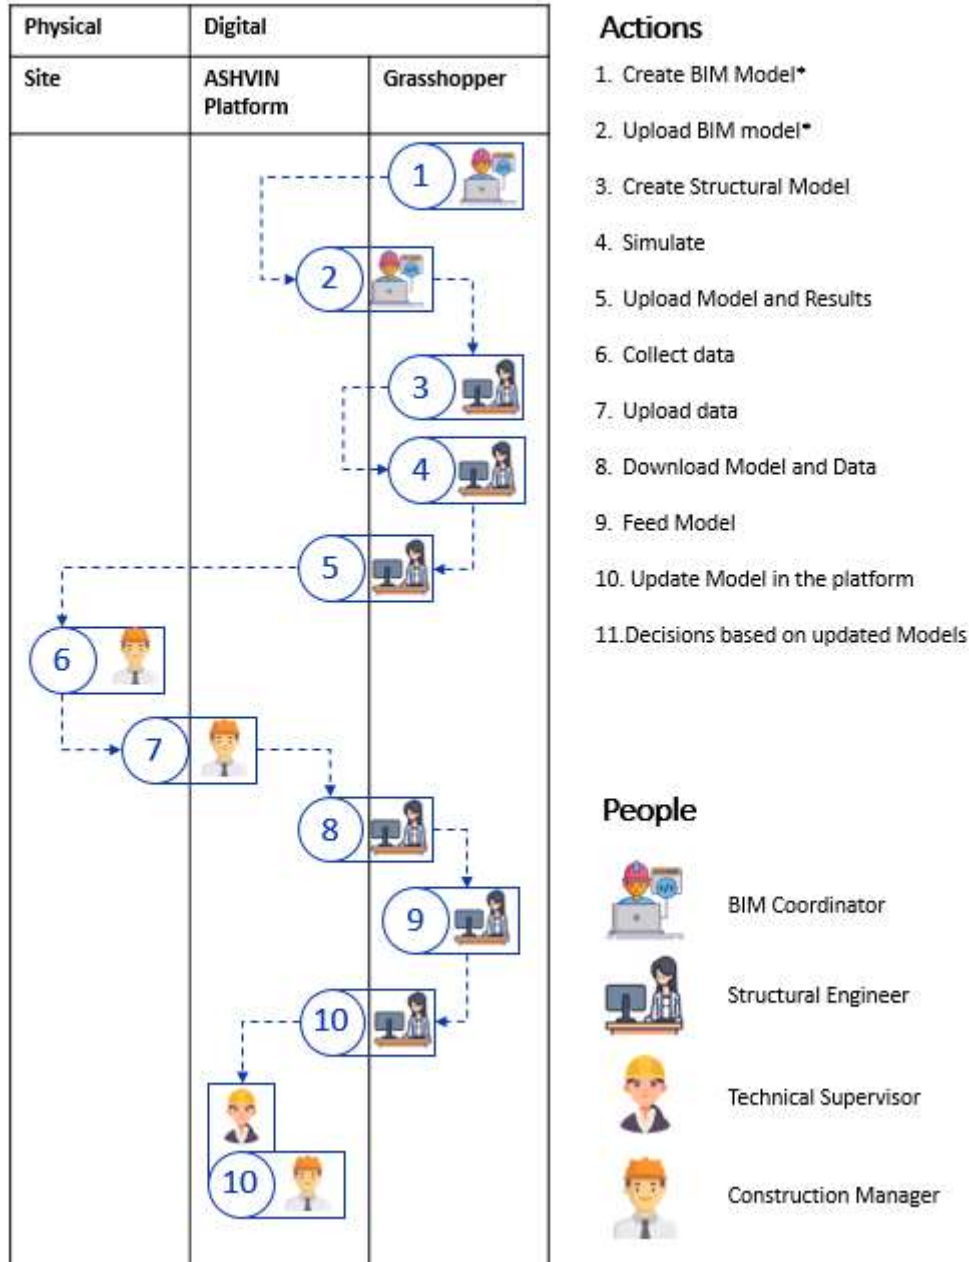 Physical
Digital
Site
ASHVIN
Platform
Grasshopper
1
2
3
4
5
6
7
8
9
10
10
Actions
1. Create BIM Model*
2. Upload BIM model*
3. Create Structural Model
4. Simulate
5. Upload Model and Results
6. Collect data
7. Upload data
8. Download Model and Data
9. Feed Model
10. Update Model in the platform
11.Decisions based on updated Models
People
BIM Coordinator
Structural Engineer
Technical Supervisor
Construction Manager